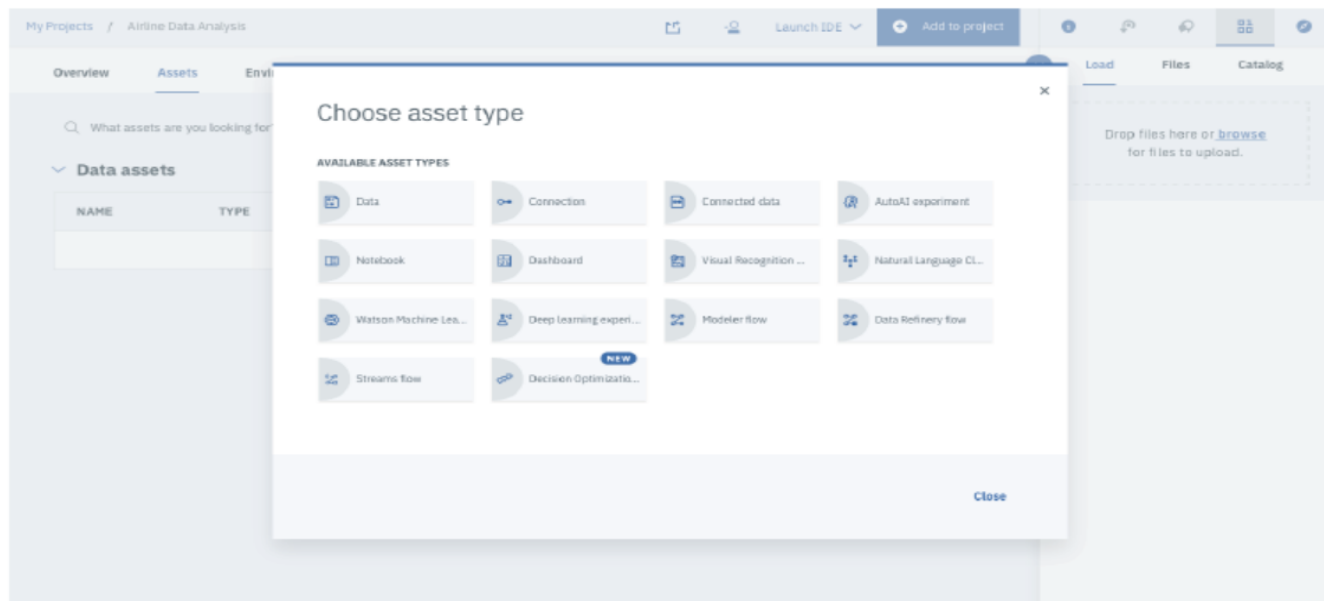 My Projects / Airline Data Analysis
Launch IDE
Add to project
Overview Assets Envi
Load Files Catalog
What assets are you looking for?
Data assets
NAME TYPE
Drop files here or browse
for files to upload.
Choose asset type
AVAILABLE ASSET TYPES
Data Connection Connected data AutoAI experiment
Notebook Dashboard Visual Recognition ... Natural Language Cl...
Watson Machine Lea... Deep learning experi... Modeler flow Data Refinery flow
NEW
Streams flow Decision Optimizatio...
Close